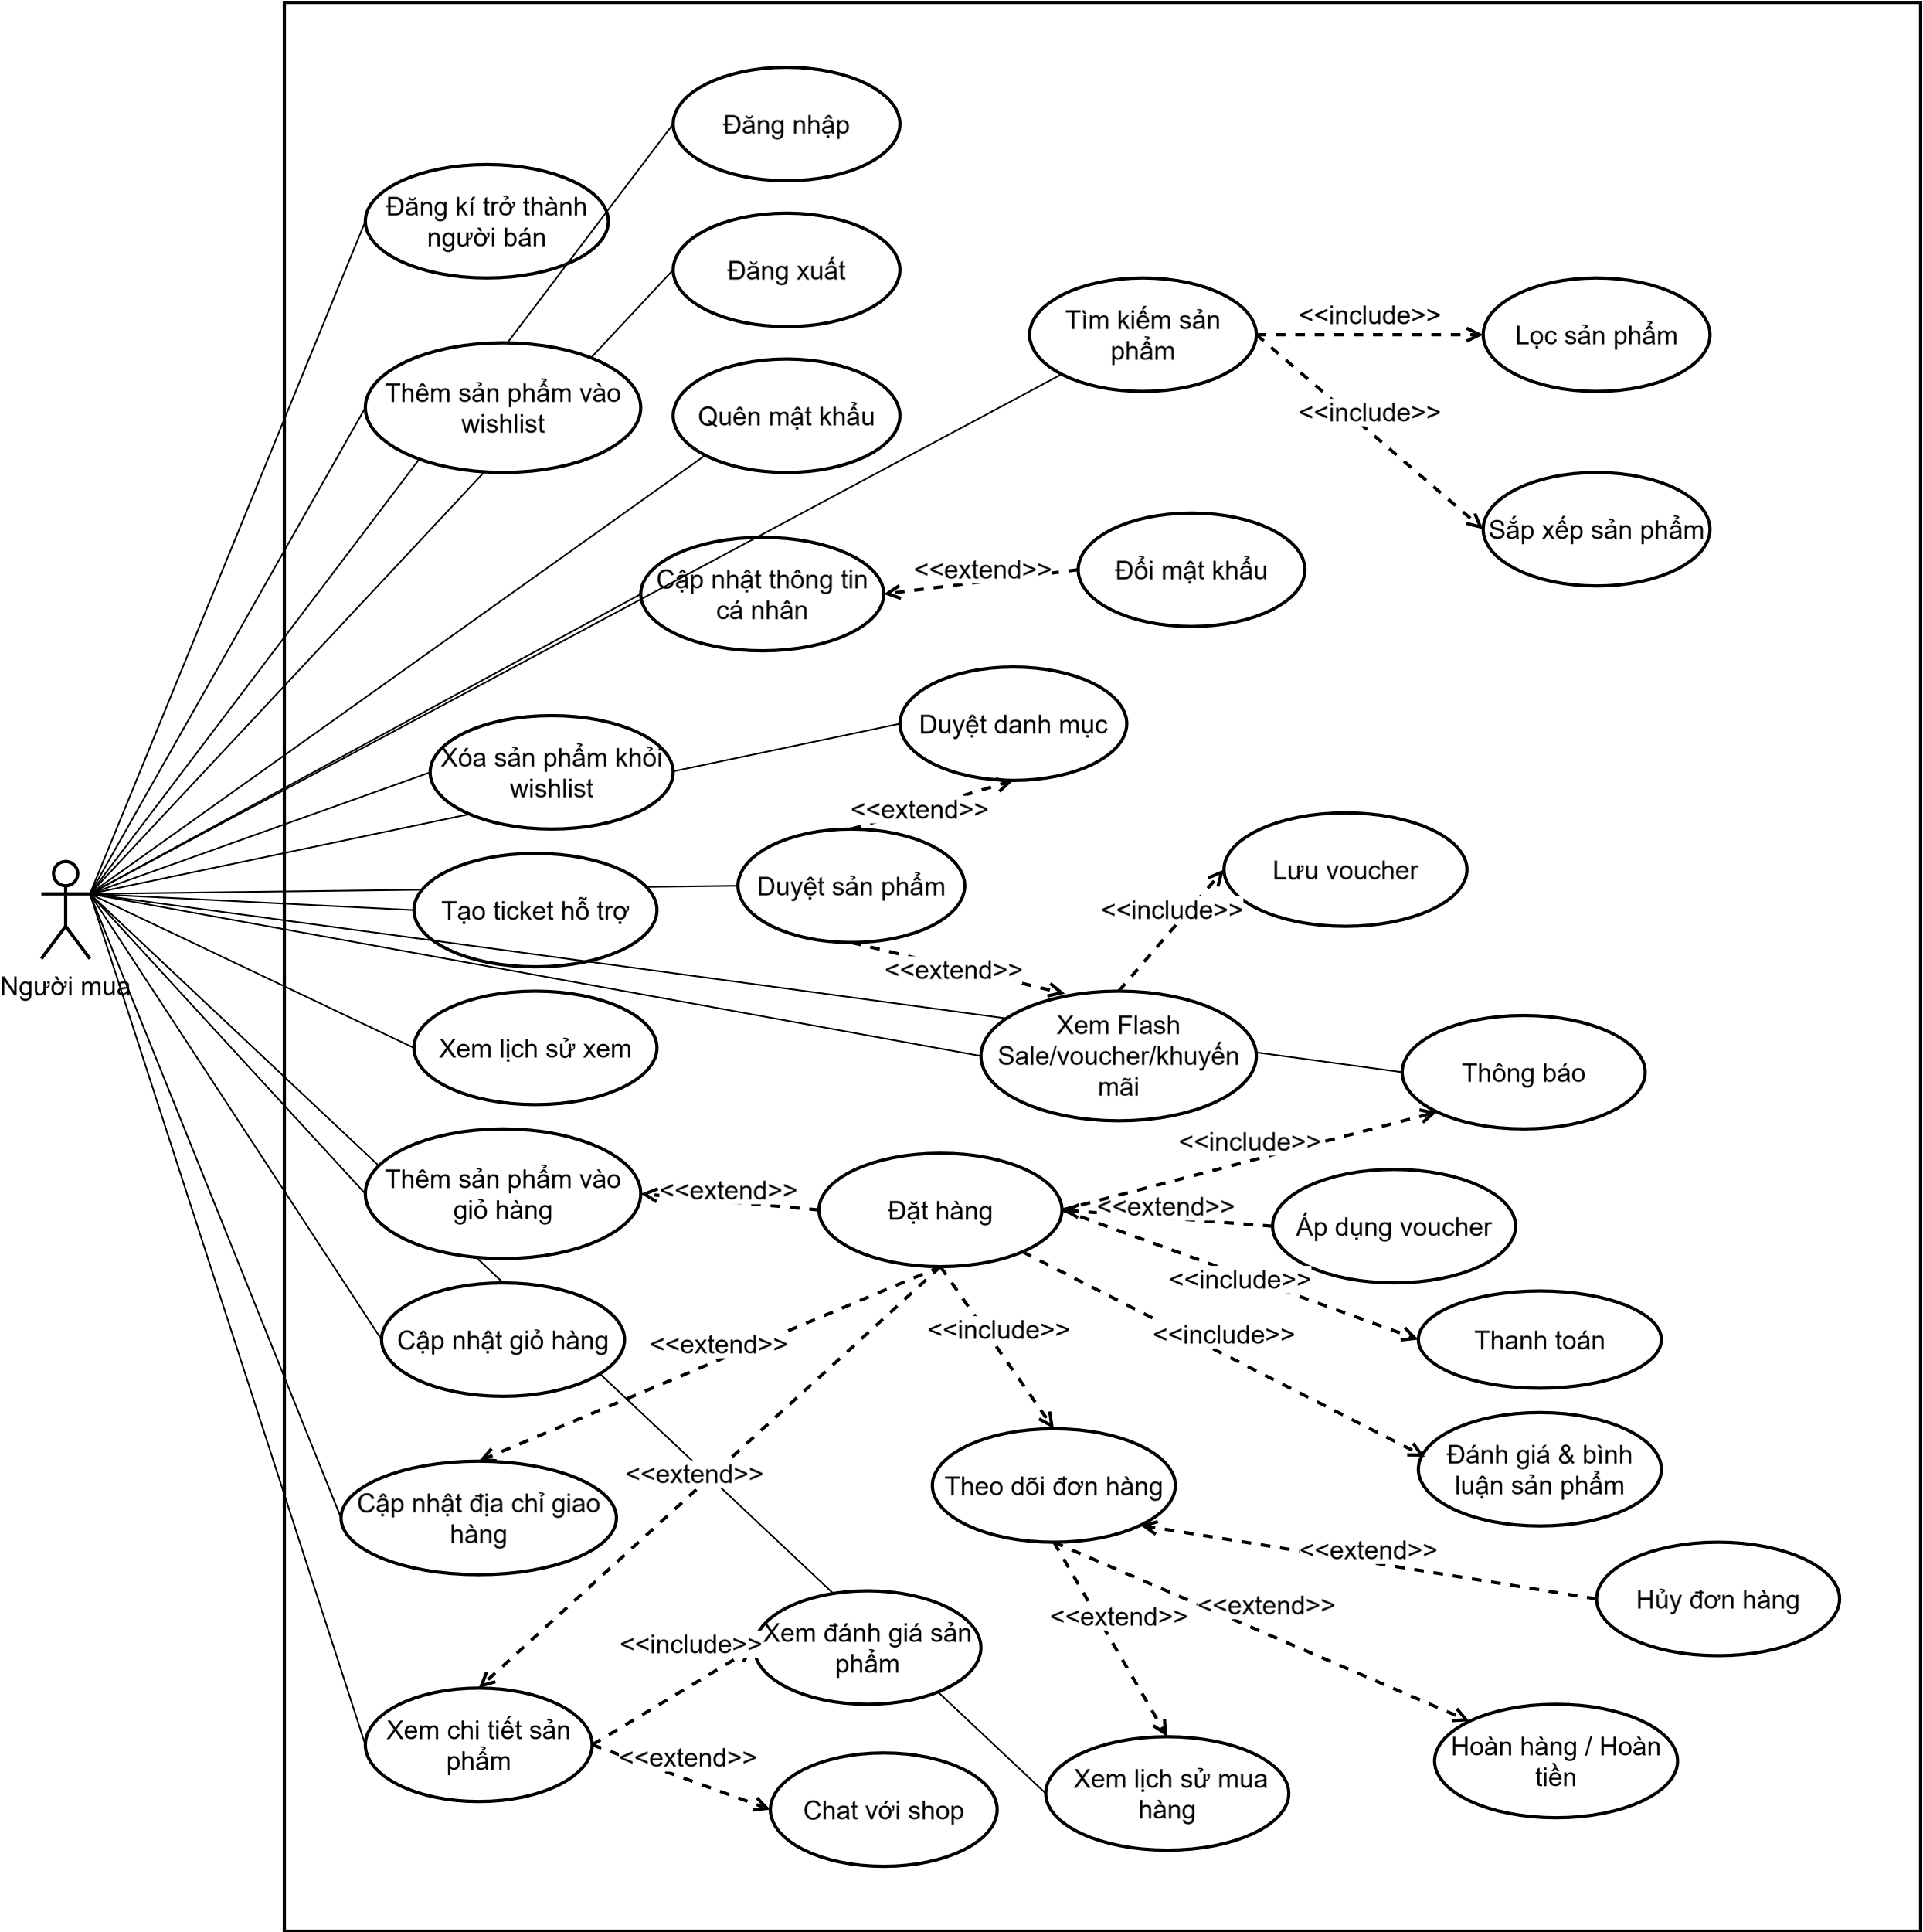 Đăng nhập
Đăng kí trở thành
người bán
Đăng xuất
Tìm kiếm sản
phẩm
<<include>>
Lọc sản phẩm
Thêm sản phẩm vào
wishlist
Quên mật khẩu
<<include>>
Sắp xếp sản phẩm
Cập nhật thông tin
cá nhân
<<extend>>
Đổi mật khẩu
Duyệt danh mục
Xóa sản phẩm khỏi
wishlist
<<extend>>
Lưu voucher
Duyệt sản phẩm
Tạo ticket hỗ trợ
<<include>>
Người mua
<<extend>>
Xem lịch sử xem
Xem Flash
Sale/voucher/khuyến
mãi
Thông báo
<<include>>
Thêm sản phẩm vào
giỏ hàng
<<extend>>
Đặt hàng
<<extend>>
Áp dụng voucher
<<include>>
Cập nhật giỏ hàng
<<extend>>
<<include>>
<<include>>
Thanh toán
Đánh giá & bình
luận sản phẩm
<<extend>>
Theo dõi đơn hàng
Cập nhật địa chỉ giao
hàng
<<extend>>
Hủy đơn hàng
<<extend>>
<<extend>>
<<include>>
Xem đánh giá sản
phẩm
Xem chi tiết sản
phẩm
<<extend>>
Chat với shop
Xem lịch sử mua
hàng
Hoàn hàng / Hoàn
tiền